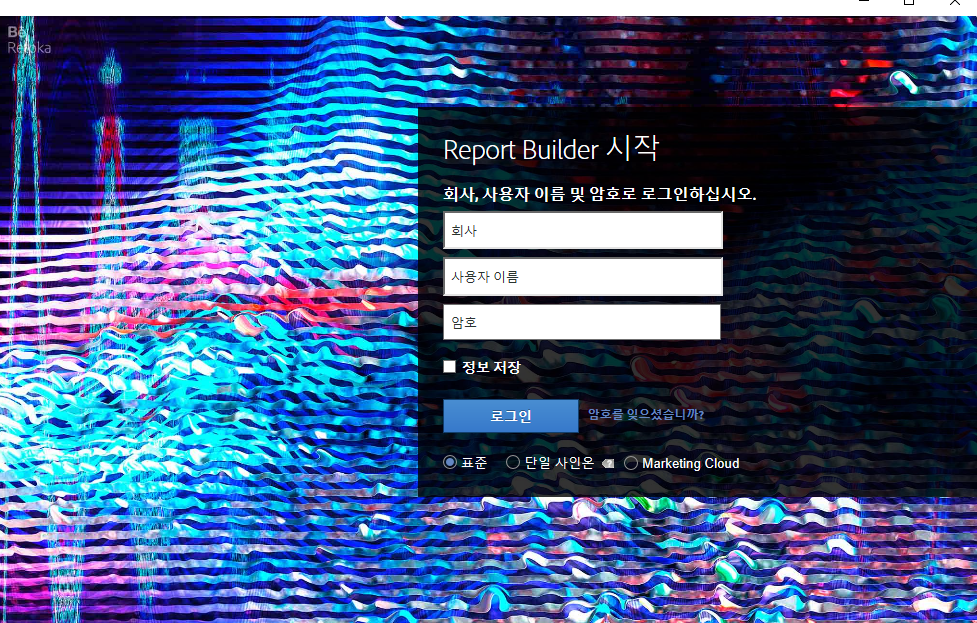 Report Builder 시작
회사, 사용자 이름 및 암호로 로그인하십시오.
회사
사용자 이름
암호
정보 저장
로그인 암호를 잊으셨습니까?
표준 단일 사인온 Marketing Cloud